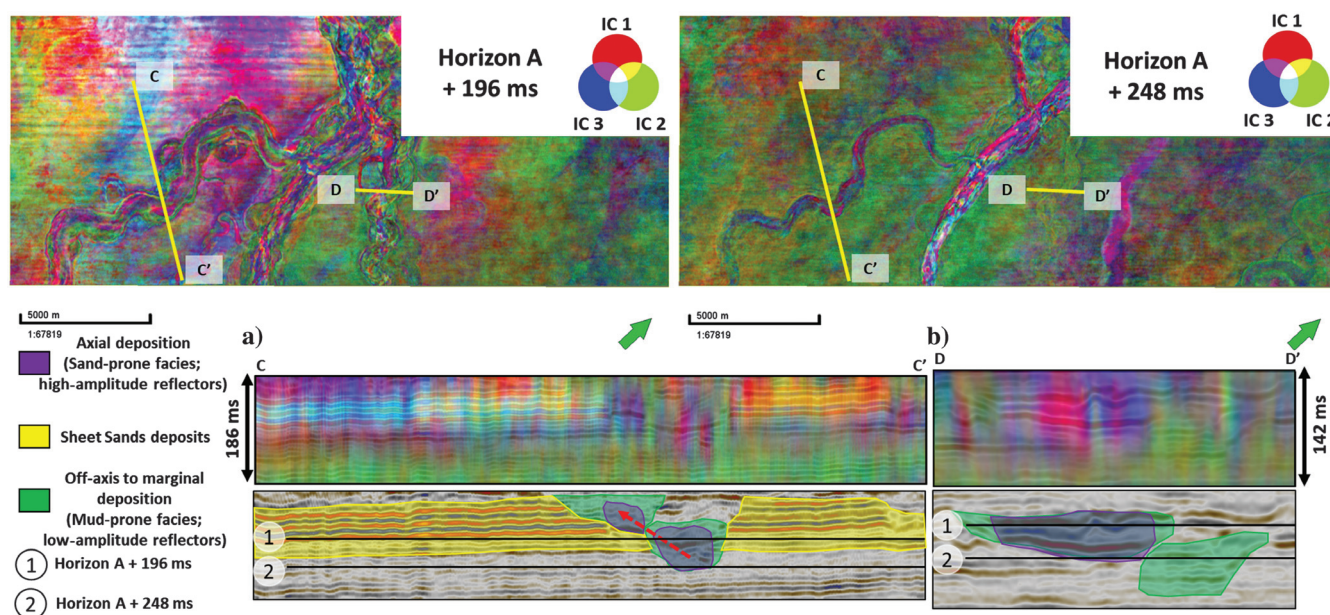 Horizon A
+ 196 ms
IC 1
IC 3
IC 2
C
C'
D
D'
Horizon A
+ 248 ms
IC 1
IC 3
IC 2
C
C'
D
D'
5000 m
1:67819
5000 m
1:67819
Axial deposition
(Sand-prone facies;
high-amplitude reflectors)
Sheet Sands deposits
Off-axis to marginal
deposition
(Mud-prone facies;
low-amplitude reflectors)
1 Horizon A + 196 ms
2 Horizon A + 248 ms
a)
C
C'
186 ms
1
2
b)
D
D'
142 ms
1
2